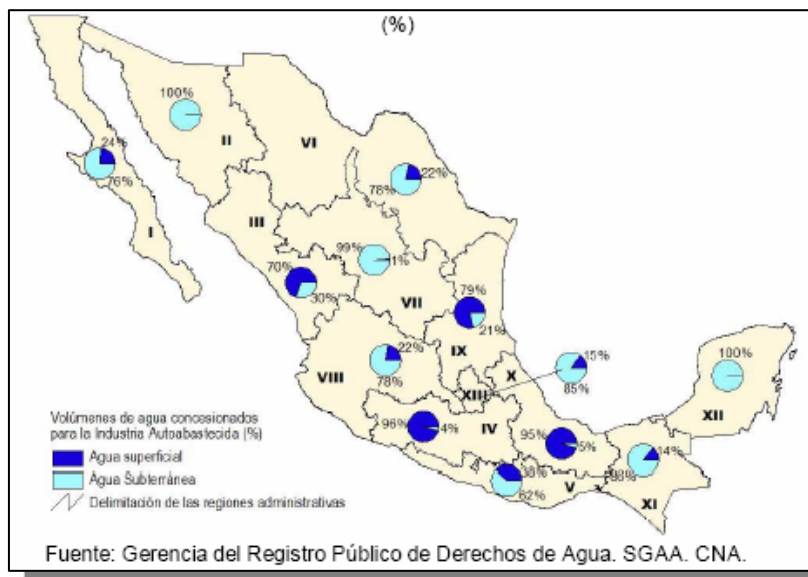 (%)
100%
II
VI
24%
76%
I
22%
78%
III
99%
1%
70%
30%
VII
79%
21%
IX
VIII
22%
78%
15%
85%
X
XIII
100%
XII
96%
4%
IV
95%
5%
38%
62%
V
14%
XI
Volúmenes de agua concesionados
para la Industria Autoabastecida (%)
Agua superficial
Agua Subterránea
Delimitación de las regiones administrativas
Fuente: Gerencia del Registro Público de Derechos de Agua. SGAA. CNA.